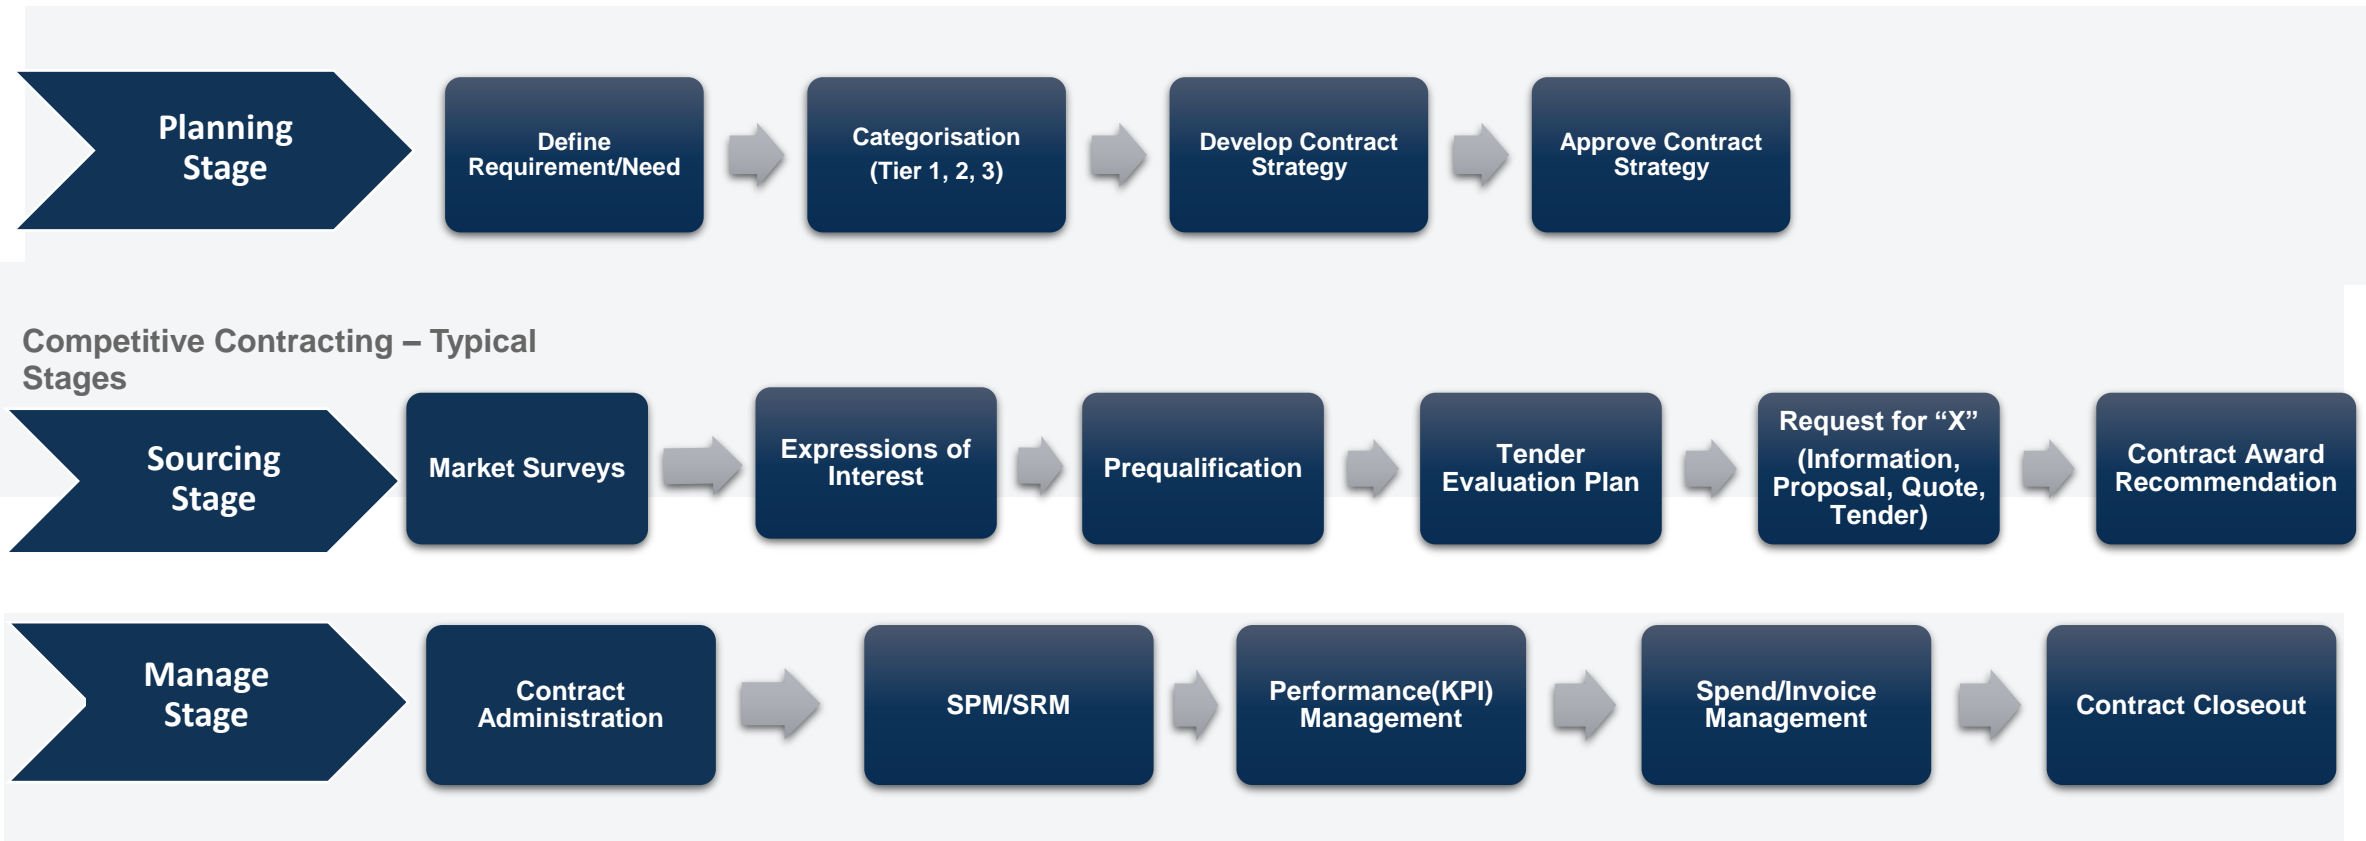 Planning
Stage
Define
Requirement/Need
Categorisation
(Tier 1, 2, 3)
Develop Contract
Strategy
Approve Contract
Strategy
Competitive Contracting – Typical
Stages
Sourcing
Stage
Market Surveys
Expressions of
Interest
Prequalification
Tender
Evaluation Plan
Request for “X”
(Information,
Proposal, Quote,
Tender)
Contract Award
Recommendation
Manage
Stage
Contract
Administration
SPM/SRM
Performance(KPI)
Management
Spend/Invoice
Management
Contract Closeout